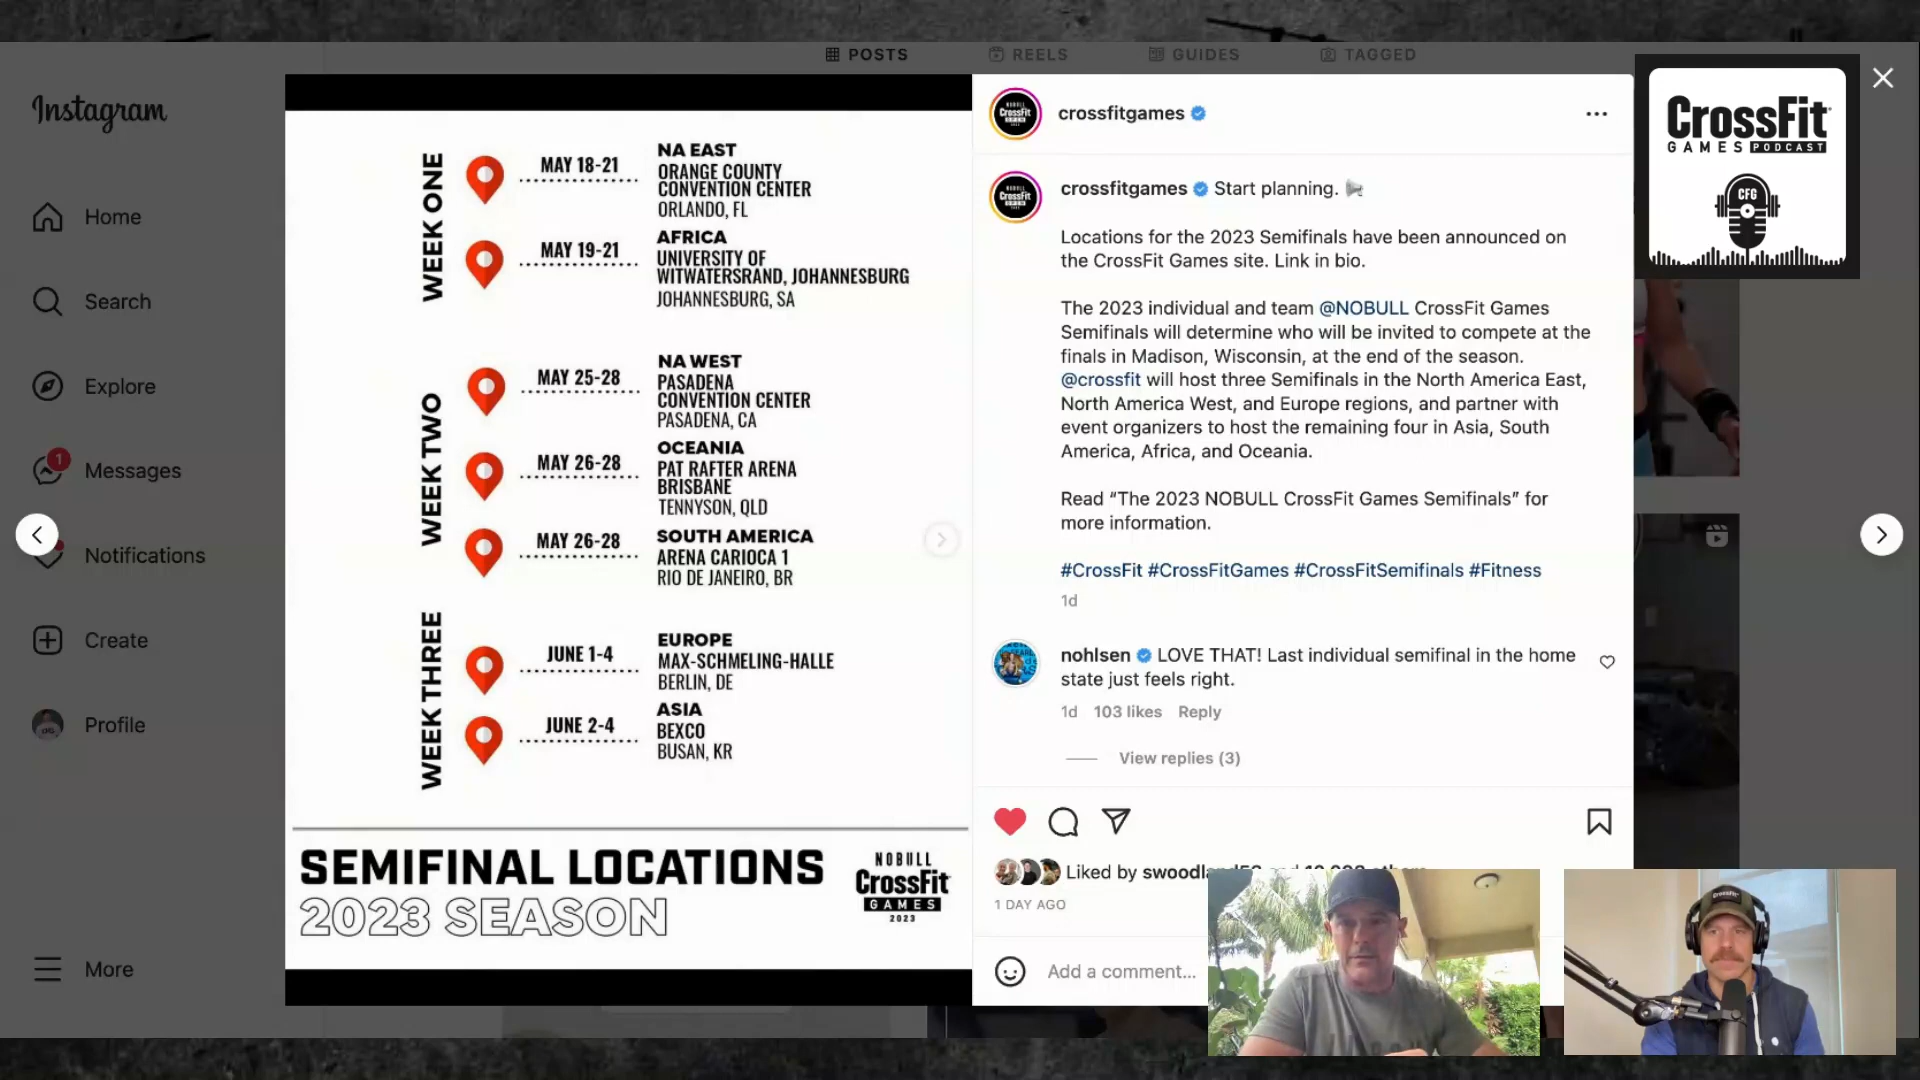 POSTS
REELS
GUIDES
TAGGED
Instagram
Home
Search
Explore
1
Messages
Notifications
Create
Profile
More
WEEK ONE
MAY 18-21
NA EAST
ORANGE COUNTY
CONVENTION CENTER
ORLANDO, FL
MAY 19-21
AFRICA
UNIVERSITY OF
WITWATERSRAND, JOHANNESBURG
JOHANNESBURG, SA
WEEK TWO
MAY 25-28
NA WEST
PASADENA
CONVENTION CENTER
PASADENA, CA
MAY 26-28
OCEANIA
PAT RAFTER ARENA
BRISBANE
TENNYSON, QLD
MAY 26-28
SOUTH AMERICA
ARENA CARIOCA 1
RIO DE JANEIRO, BR
WEEK THREE
JUNE 1-4
EUROPE
MAX-SCHMELING-HALLE
BERLIN, DE
JUNE 2-4
ASIA
BEXCO
BUSAN, KR
SEMIFINAL LOCATIONS
2023 SEASON
NOBULL
CrossFit
GAMES
2023
crossfitgames
crossfitgames Start planning.
Locations for the 2023 Semifinals have been announced on
the CrossFit Games site. Link in bio.
The 2023 individual and team @NOBULL CrossFit Games
Semifinals will determine who will be invited to compete at the
finals in Madison, Wisconsin, at the end of the season.
@crossfit will host three Semifinals in the North America East,
North America West, and Europe regions, and partner with
event organizers to host the remaining four in Asia, South
America, Africa, and Oceania.
Read “The 2023 NOBULL CrossFit Games Semifinals” for
more information.
#CrossFit #CrossFitGames #CrossFitSemifinals #Fitness
1d
nohlsen LOVE THAT! Last individual semifinal in the home
state just feels right.
1d 103 likes Reply
View replies (3)
Liked by
1 DAY AGO
Add a comment...
CrossFit
GAMES PODCAST
CFG